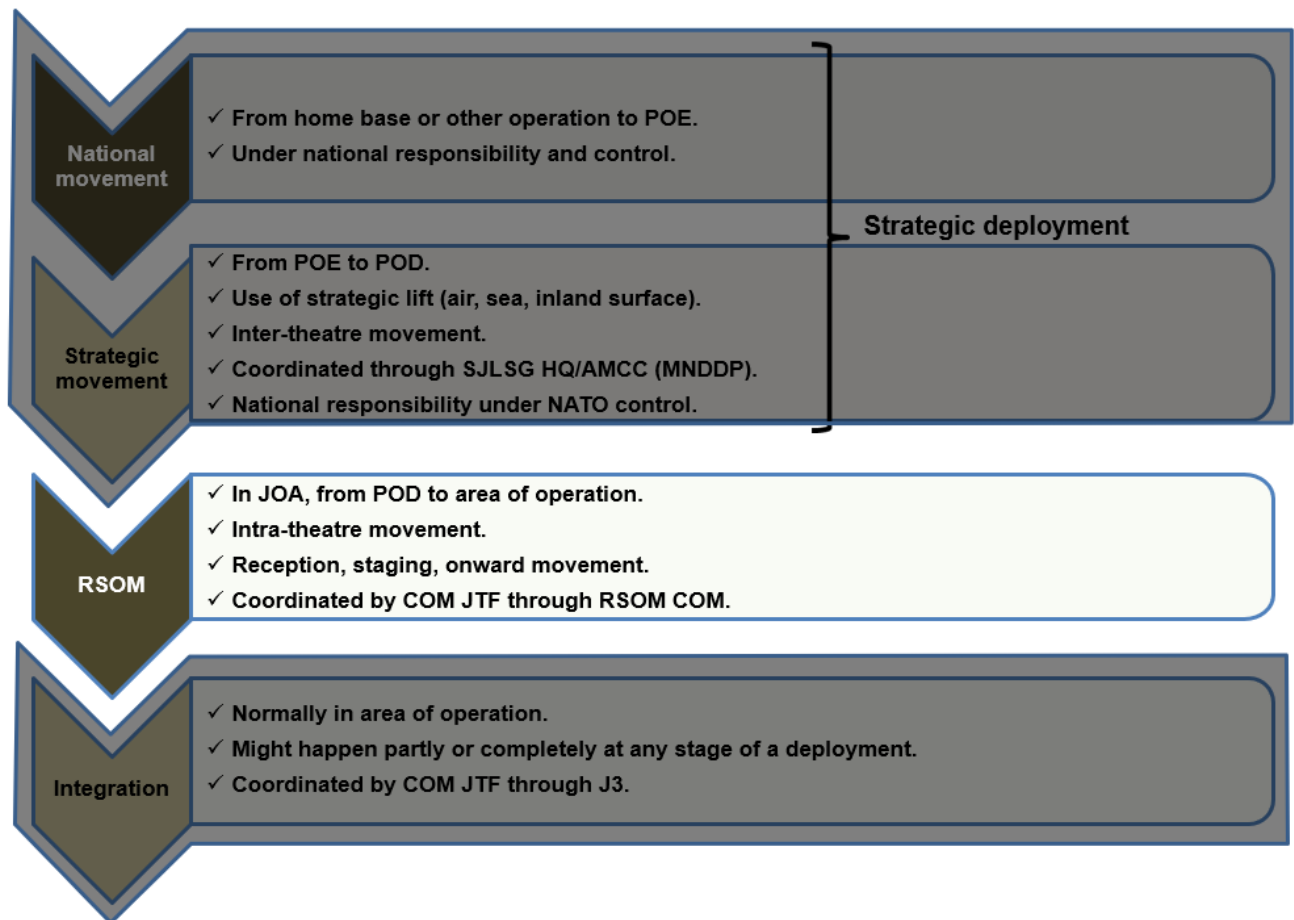 National
movement
✓ From home base or other operation to POE.
✓ Under national responsibility and control.
Strategic deployment
Strategic
movement
✓ From POE to POD.
✓ Use of strategic lift (air, sea, inland surface).
✓ Inter-theatre movement.
✓ Coordinated through SJLSG HQ/AMCC (MNDDP).
✓ National responsibility under NATO control.
RSOM
✓ In JOA, from POD to area of operation.
✓ Intra-theatre movement.
✓ Reception, staging, onward movement.
✓ Coordinated by COM JTF through RSOM COM.
Integration
✓ Normally in area of operation.
✓ Might happen partly or completely at any stage of a deployment.
✓ Coordinated by COM JTF through J3.